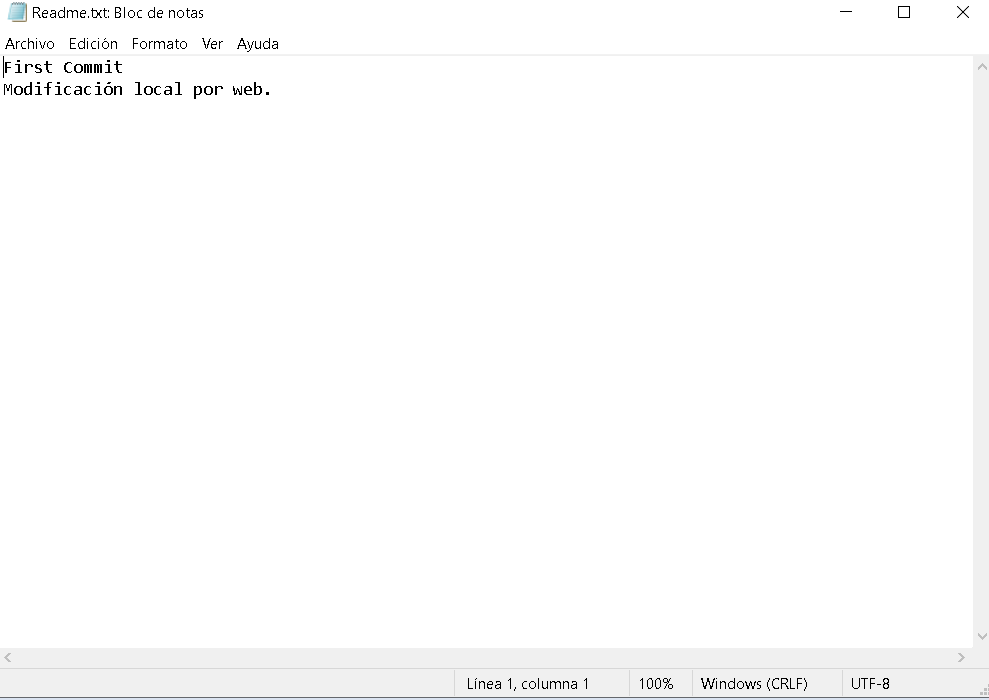 Readme.txt: Bloc de notas
Archivo Edición Formato Ver Ayuda
First Commit
Modificación local por web.
Línea 1, columna 1 100% Windows (CRLF) UTF-8